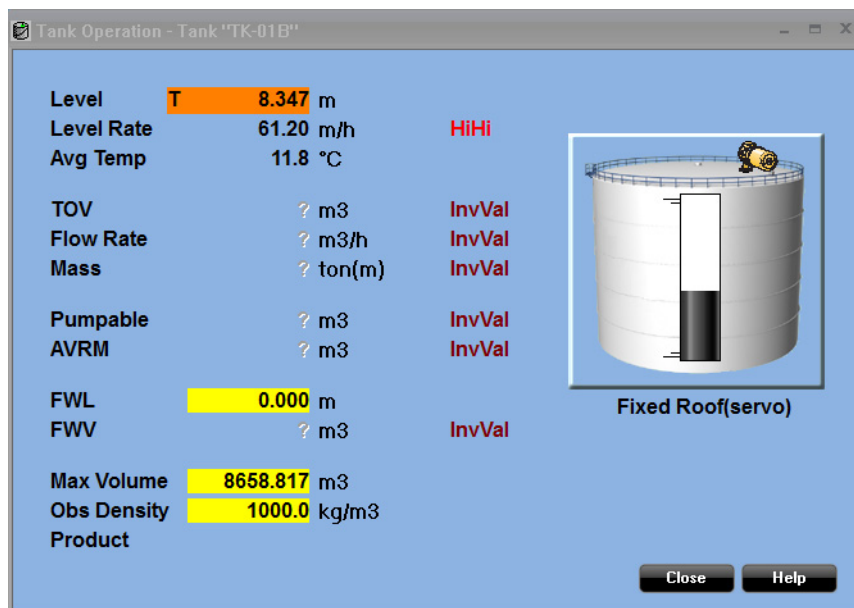 Tank Operation - Tank "TK-01B"
Level T 8.347 m
Level Rate 61.20 m/h HiHi
Avg Temp 11.8 °C
TOV ? m3 InvVal
Flow Rate ? m3/h InvVal
Mass ? ton(m) InvVal
Pumpable ? m3 InvVal
AVRM ? m3 InvVal
FWL 0.000 m
FWV ? m3 InvVal
Max Volume 8658.817 m3
Obs Density 1000.0 kg/m3
Product
Fixed Roof(servo)
Close Help